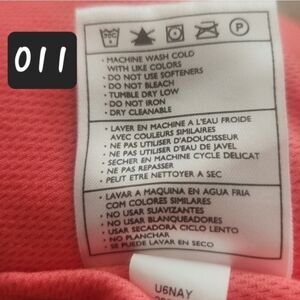 011
• MACHINE WASH COLD
WITH LIKE COLORS
• DO NOT USE SOFTENERS
• DO NOT BLEACH
• TUMBLE DRY LOW
• DO NOT IRON
• DRY CLEANABLE
• LAVER EN MACHINE A L'EAU FROIDE
AVEC COULEURS SIMILAIRES
• NE PAS UTILISER D'ADOUCISSEUR
• NE PAS UTILISER D'EAU DE JAVEL
• SECHER EN MACHINE CYCLE DELICAT
• NE PAS REPASSER
• PEUT ETRE NETTOYER A SEC
• LAVAR A MAQUINA EN AGUA FRIA
COM COLORES SIMILARES
• NO USAR SUAVIZANTES
• NO USAR BLANQUEADORES
• USAR SECADORA CICLO LENTO
• NO PLANCHAR
• SE PUEDE LAVAR EN SECO
U6NAY